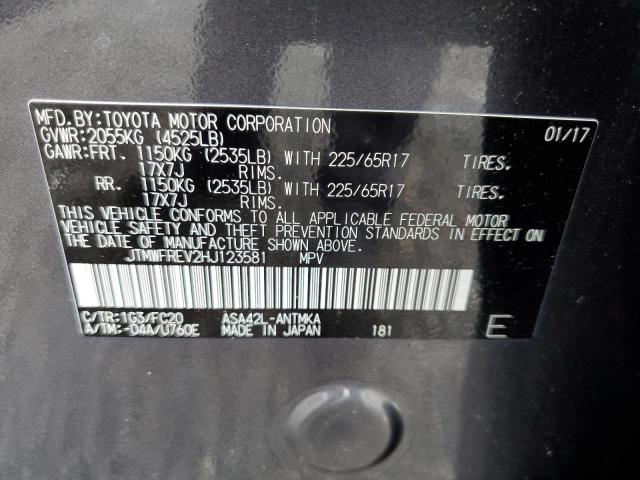 MFD.BY:TOYOTA MOTOR CORPORATION 01/17
GVWR:2055KG (4525LB)
GAWR:FRT. 1150KG (2535LB) WITH 225/65R17 TIRES.
17X7J RIMS.
RR. 1150KG (2535LB) WITH 225/65R17 TIRES.
17X7J RIMS.
THIS VEHICLE CONFORMS TO ALL APPLICABLE FEDERAL MOTOR
VEHICLE SAFETY AND THEFT PREVENTION STANDARDS IN EFFECT ON
THE DATE OF MANUFACTURE SHOWN ABOVE.
JTMWFREV2HJ123581 MPV
C/TR:1G3/FC20 ASA42L-ANTMKA
A/TM:-04A/U760E MADE IN JAPAN 181 E